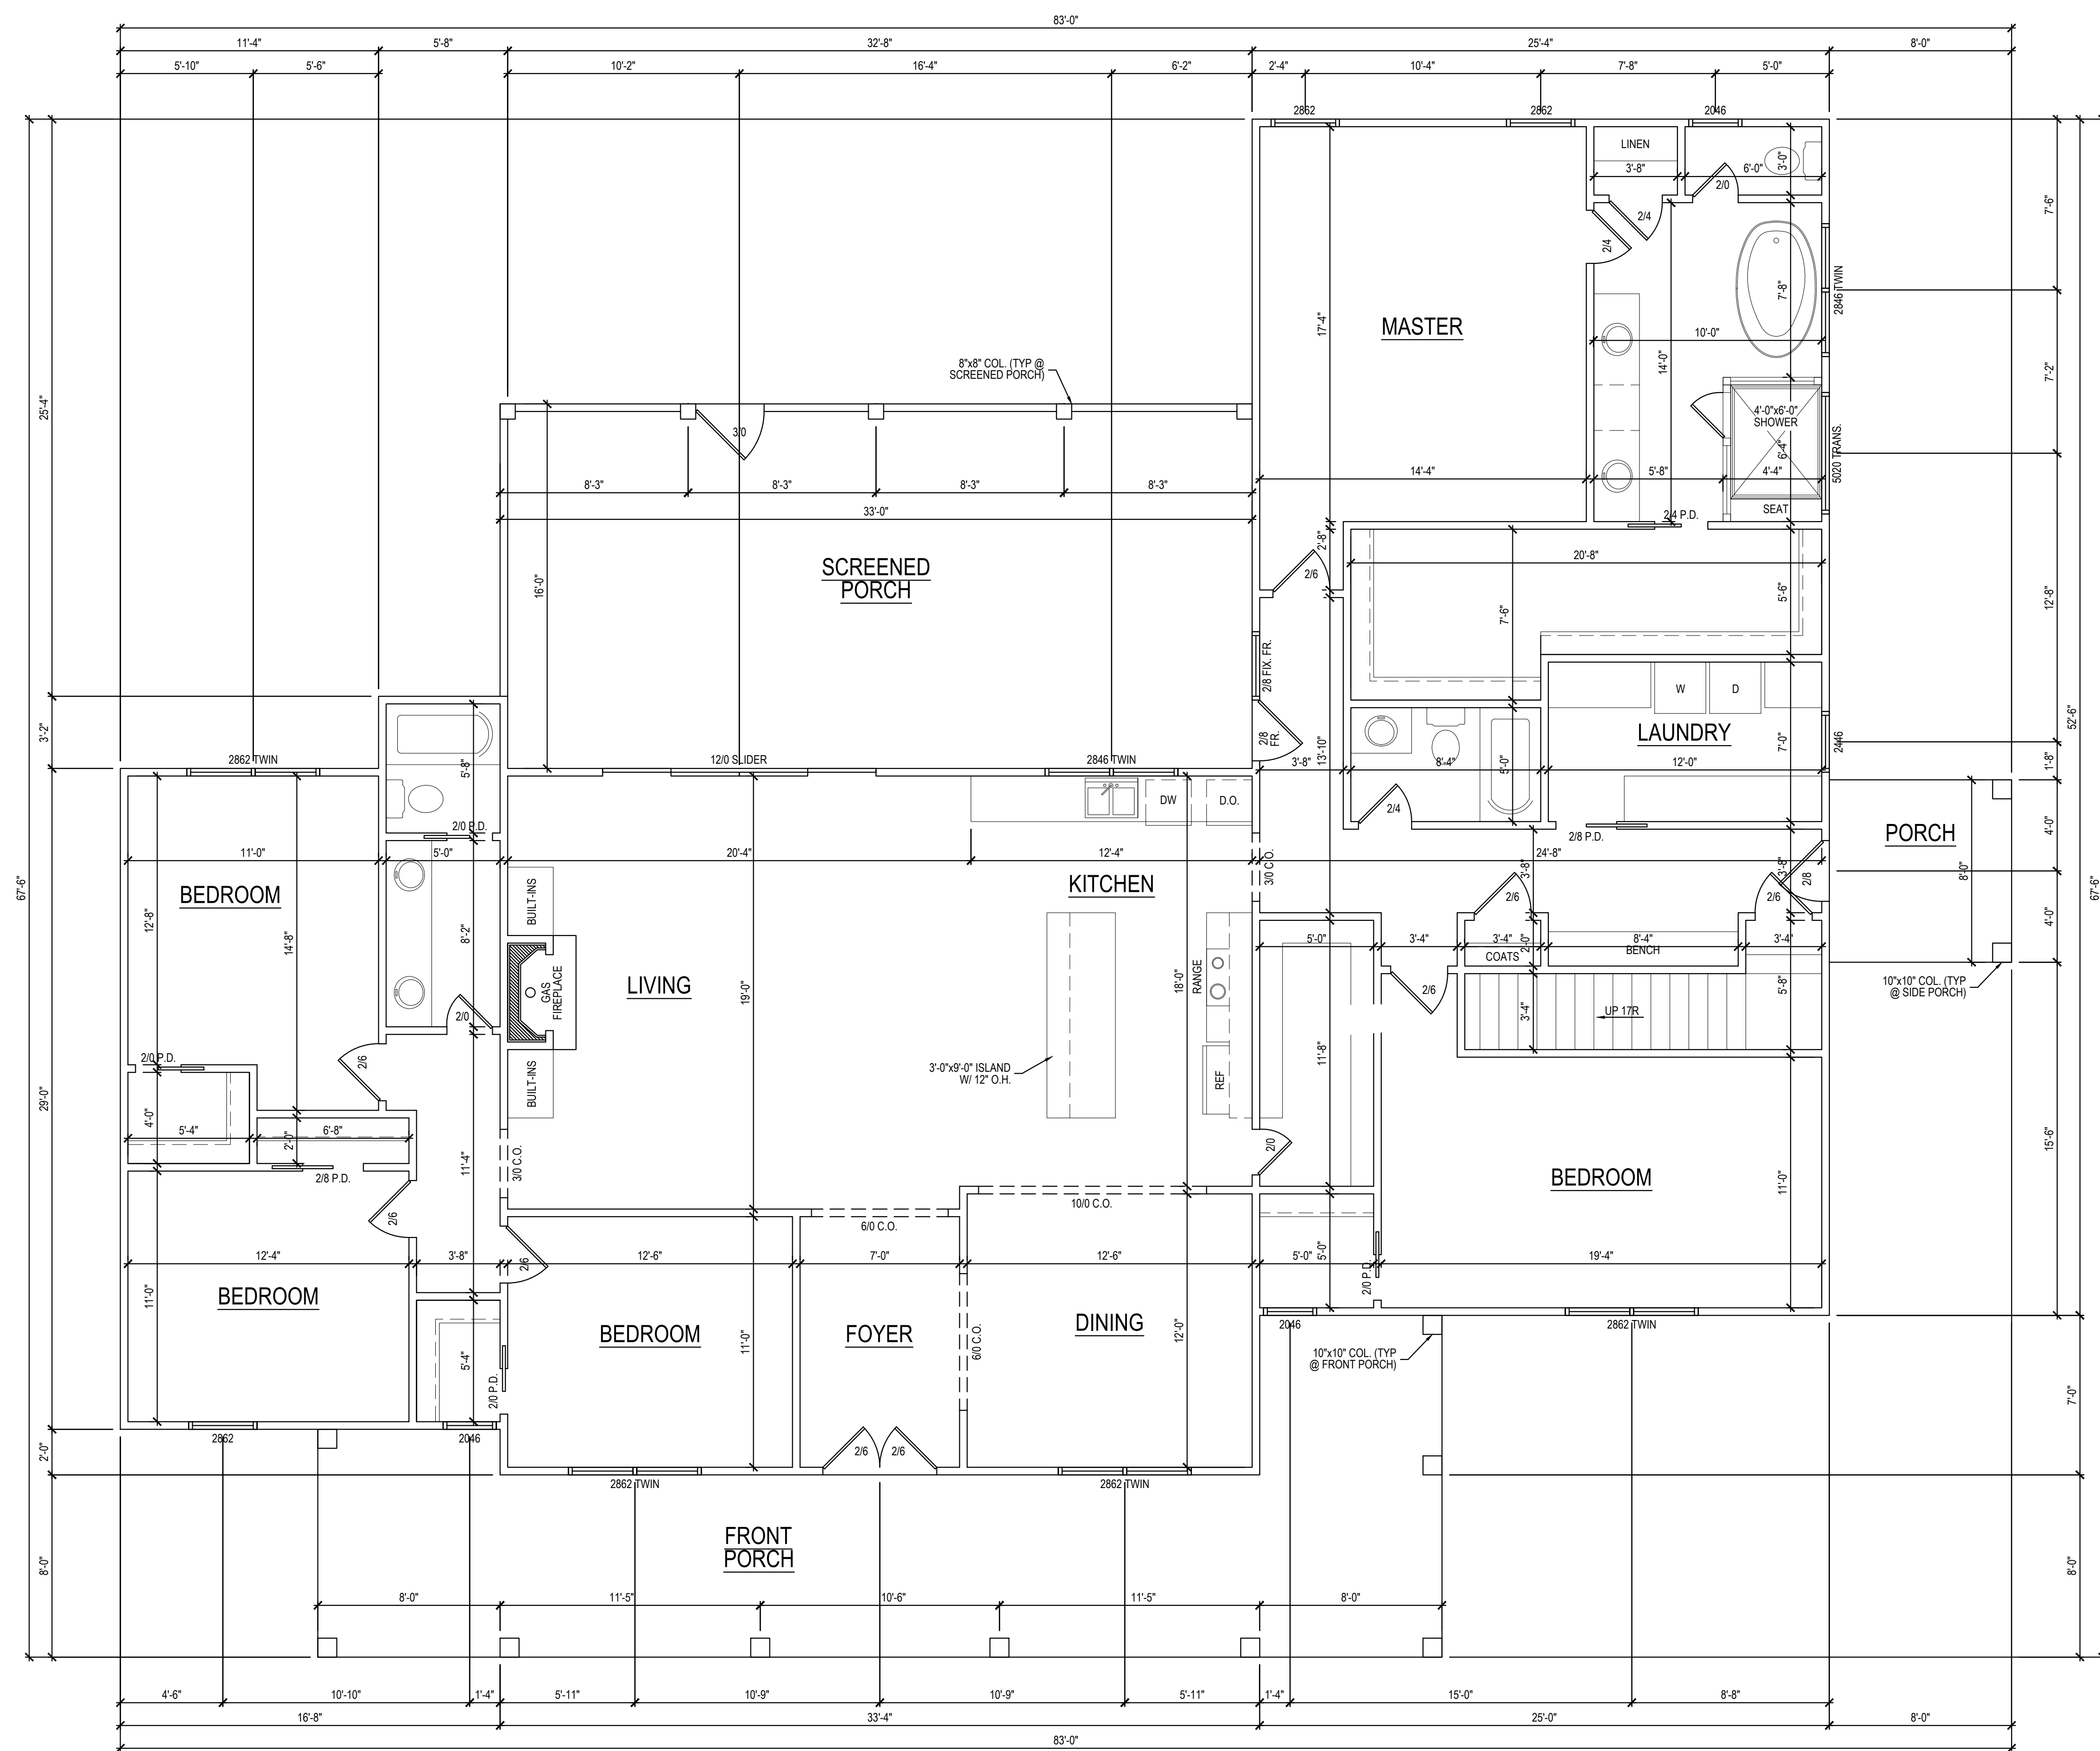 83'-0"
11'-4" 5'-8" 32'-8" 25'-4" 8'-0"
5'-10" 5'-6" 10'-2" 16'-4" 6'-2" 2'-4" 10'-4" 7'-8" 5'-0"
2862 2862 2046
LINEN
3'-8" 6'-0" 3'-0"
2/0
2/4
2/4
7'-6"
2846 TWIN
7'-8"
10'-0"
17'-4"
MASTER
14'-0"
7'-2"
25'-4"
8"x8" COL. (TYP @
SCREENED PORCH)
3/0
4'-0"x6'-0"
SHOWER
6'-4"
5020 TRANS.
14'-4" 5'-8" 4'-4"
8'-3" 8'-3" 8'-3" 8'-3"
33'-0"
SEAT
2/4 P.D.
2'-8"
20'-8"
SCREENED
PORCH
16'-0"
2/6
7'-6"
5'-6"
12'-8"
2/8 FIX. FR.
W D
52'-6"
3'-2"
LAUNDRY
2/8
FR.
13'-10"
7'-0"
2446
1'-8"
2862 TWIN 12/0 SLIDER 2846 TWIN
5'-8"
3'-8" 8'-4" 5'-0" 12'-0"
DW D.O.
2/4
2/0 P.D.
2/8 P.D.
PORCH
4'-0"
11'-0" 5'-0" 20'-4" 12'-4" 24'-8"
3/0 C.O.
3'-8"
3'-8"
8'-0"
67'-6"
67'-6"
BEDROOM
KITCHEN
BUILT-INS
2/6 2/6 2/8
12'-8"
14'-8"
8'-2"
4'-0"
5'-0" 3'-4" 3'-4" 2'-0" 8'-4" 3'-4"
COATS BENCH
LIVING
GAS
FIREPLACE
19'-0"
18'-0"
RANGE
2/6
5'-8"
10"x10" COL. (TYP
@ SIDE PORCH)
2/0
3'-4"
UP 17R
2/0 P.D.
2/6
BUILT-INS
3'-0"x9'-0" ISLAND
W/ 12" O.H.
REF
11'-8"
29'-0"
4'-0"
5'-4" 2'-0" 6'-8"
2/0
15'-6"
2/8 P.D.
11'-4"
3/0 C.O.
BEDROOM
11'-0"
2/6
6/0 C.O.
10/0 C.O.
12'-4" 3'-8" 2/6 12'-6" 7'-0" 12'-6" 5'-0" 5'-0" 19'-4"
2/0 P.D.
BEDROOM
11'-0"
BEDROOM
11'-0"
FOYER
6/0 C.O.
DINING
12'-0"
2046 2862 TWIN
5'-4"
2/0 P.D.
10"x10" COL. (TYP
@ FRONT PORCH)
7'-0"
2862 2046
2/6 2/6
2'-0"
2862 TWIN 2862 TWIN
FRONT
PORCH
8'-0"
8'-0"
8'-0" 11'-5" 10'-6" 11'-5" 8'-0"
4'-6" 10'-10" 1'-4" 5'-11" 10'-9" 10'-9" 5'-11" 1'-4" 15'-0" 8'-8"
16'-8" 33'-4" 25'-0" 8'-0"
83'-0"